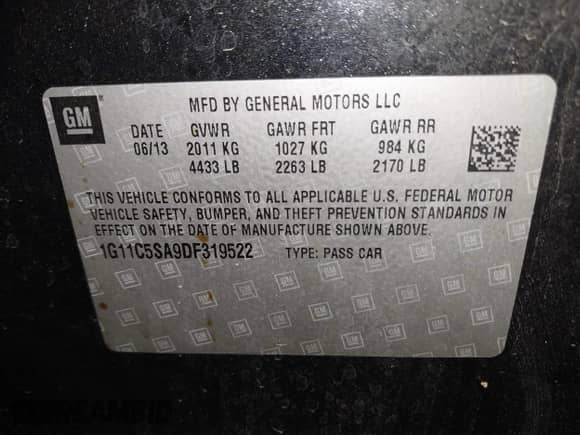 GM
MFD BY GENERAL MOTORS LLC
DATE GVWR GAWR FRT GAWR RR
06/13 2011 KG 1027 KG 984 KG
4433 LB 2263 LB 2170 LB
THIS VEHICLE CONFORMS TO ALL APPLICABLE U.S. FEDERAL MOTOR
VEHICLE SAFETY, BUMPER, AND THEFT PREVENTION STANDARDS IN
EFFECT ON THE DATE OF MANUFACTURE SHOWN ABOVE.
1G11C5SA9DF319522 TYPE: PASS CAR